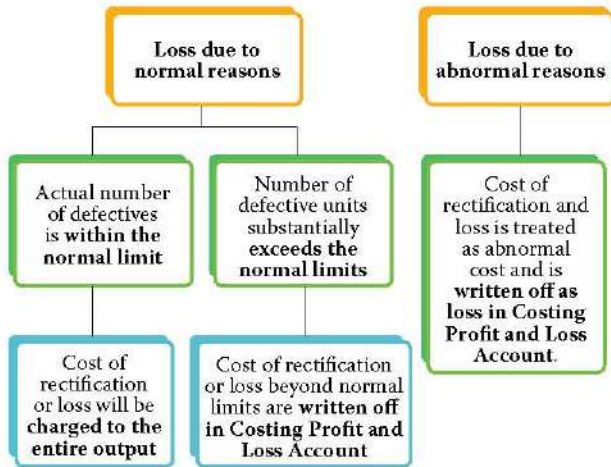 Loss due to
normal reasons
Loss due to
abnormal reasons
Actual number
of defectives
is within the
normal limit
Number of
defective units
substantially
exceeds the
normal limits
Cost of
rectification and
loss is treated
as abnormal
cost and is
written off as
loss in Costing
Profit and Loss
Account.
Cost of
rectification
or loss will be
charged to the
entire output
Cost of rectification
or loss beyond normal
limits are written off
in Costing Profit and
Loss Account